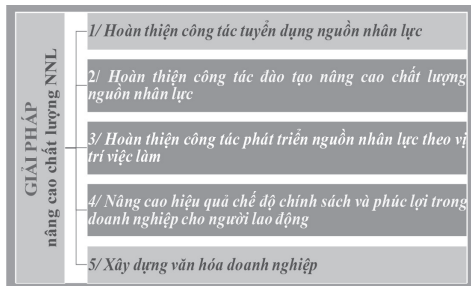 GIẢI PHÁP
nâng cao chất lượng NNL
1/ Hoàn thiện công tác tuyển dụng nguồn nhân lực
2/ Hoàn thiện công tác đào tạo nâng cao chất lượng
nguồn nhân lực
3/ Hoàn thiện công tác phát triển nguồn nhân lực theo vị
trí việc làm
4/ Nâng cao hiệu quả chế độ chính sách và phúc lợi trong
doanh nghiệp cho người lao động
5/ Xây dựng văn hóa doanh nghiệp